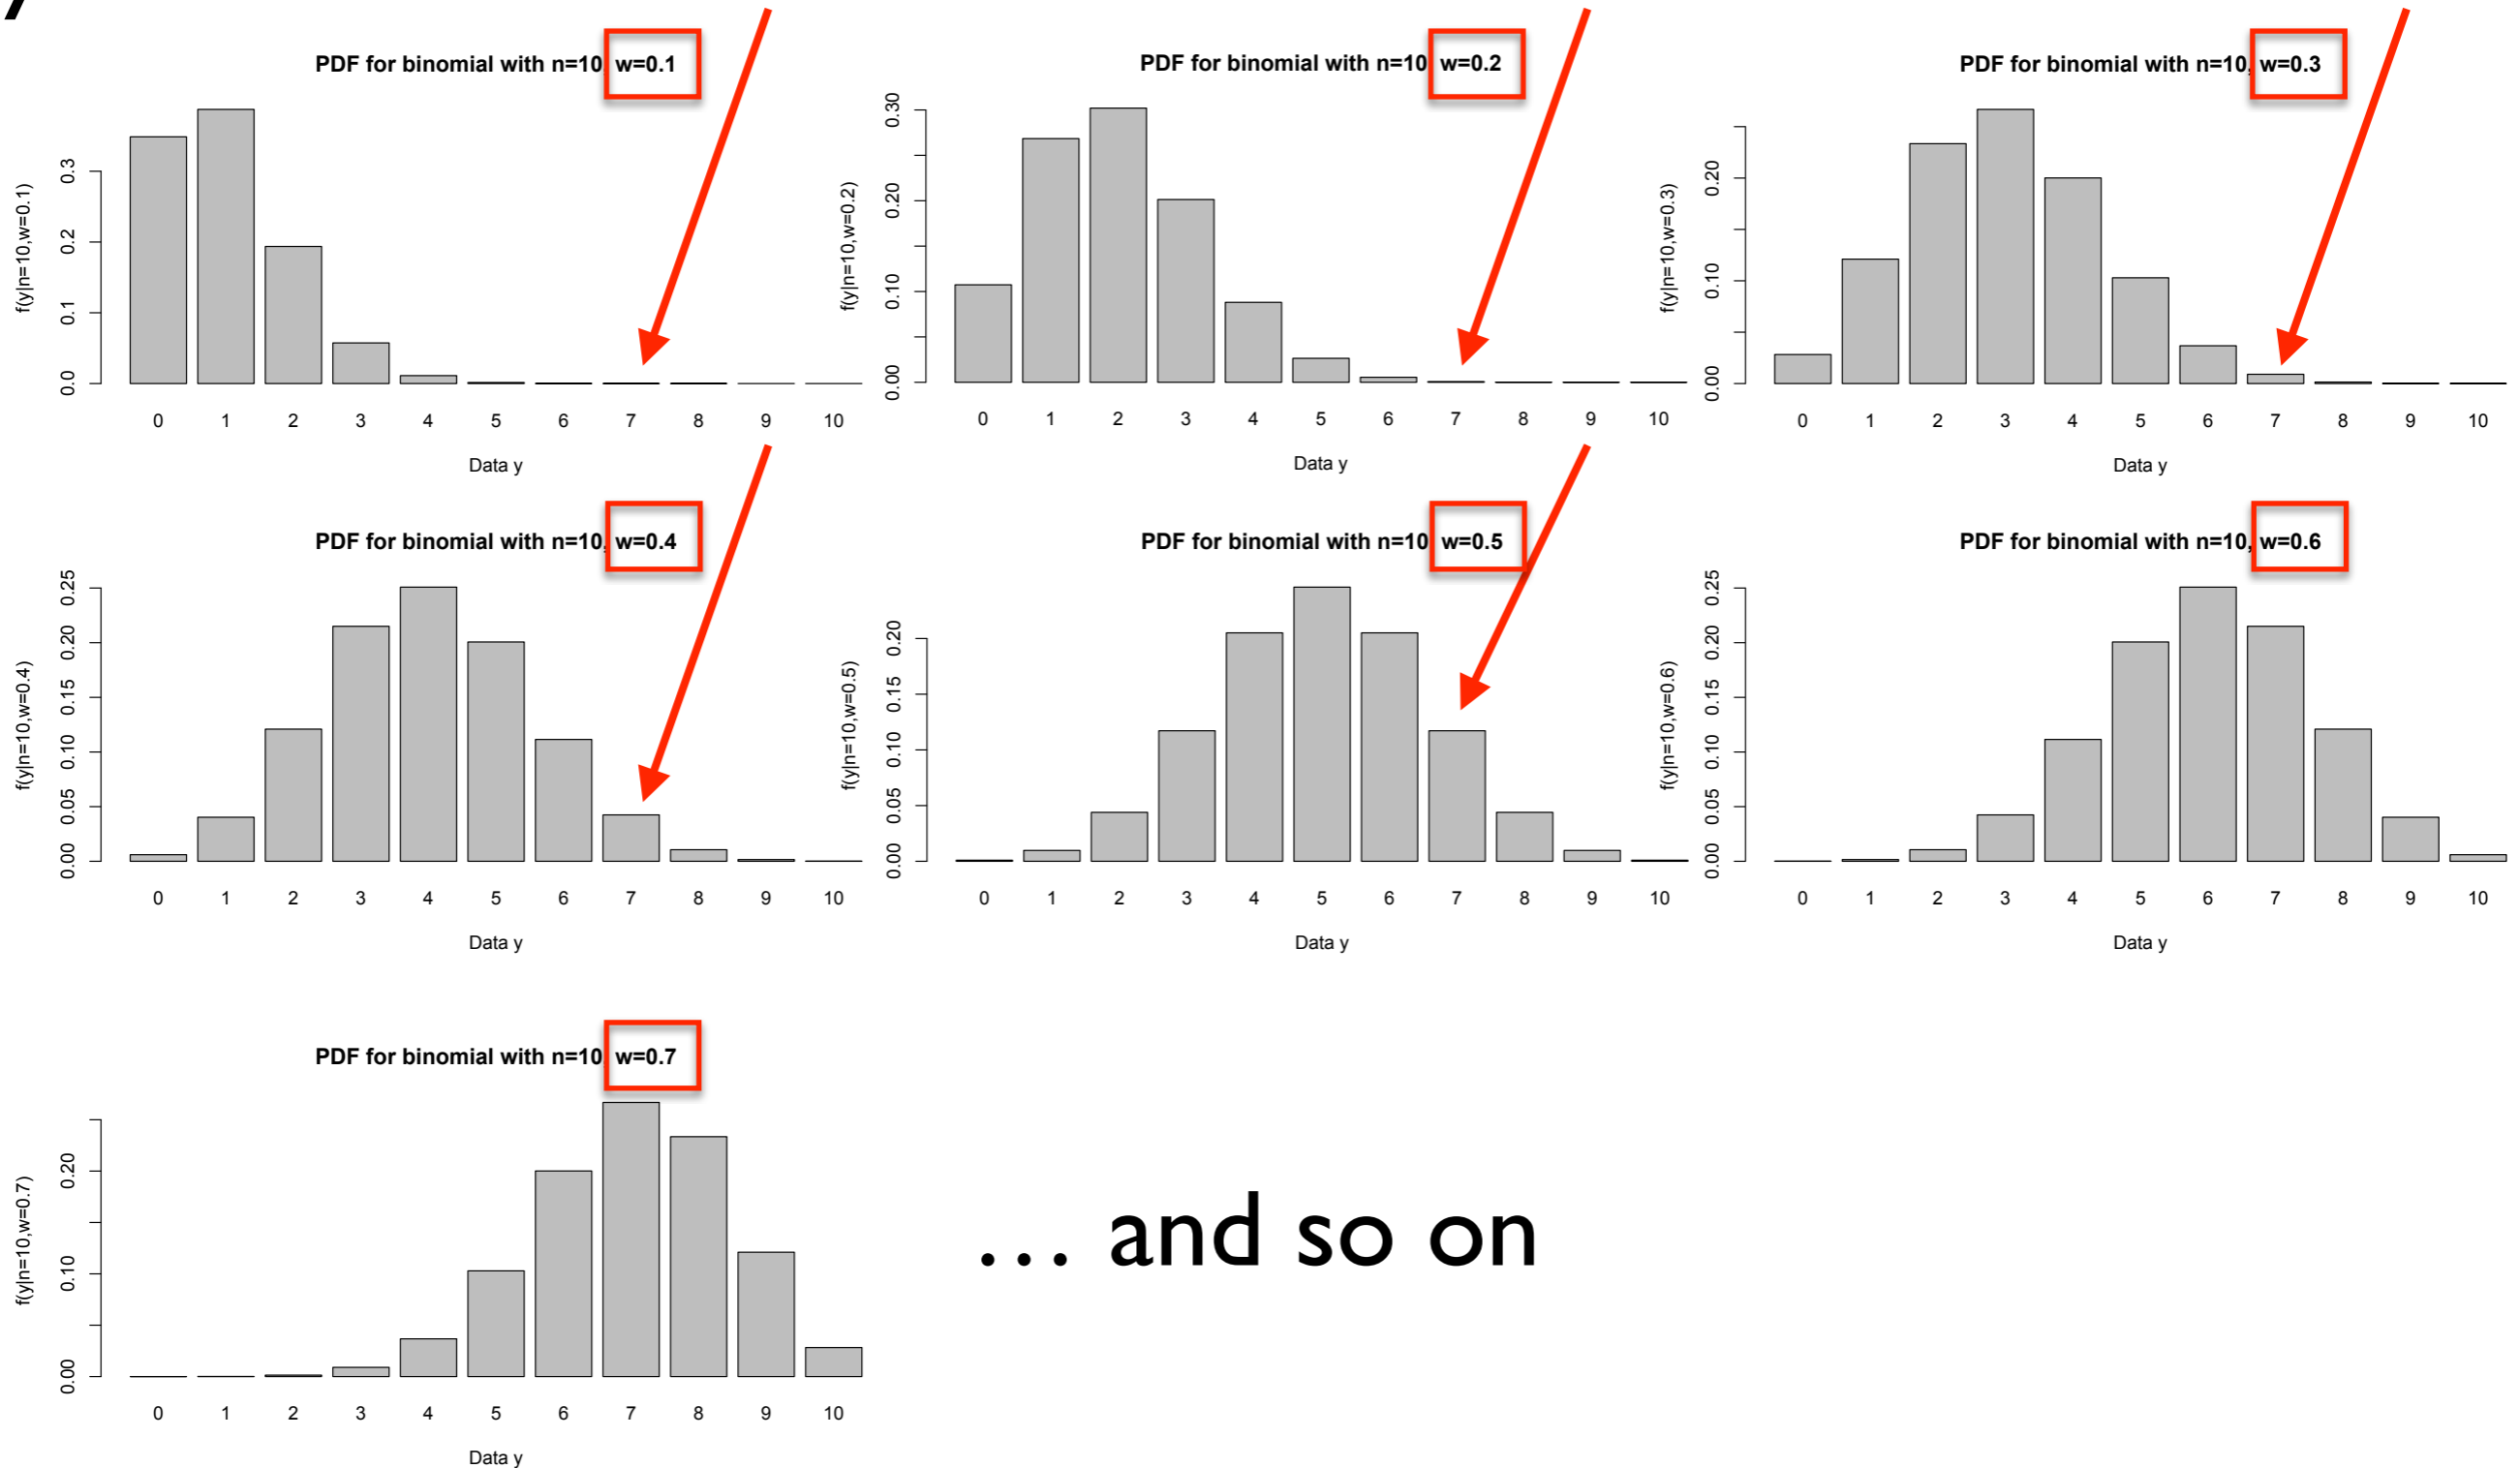 PDF for binomial with n=10, w=0.1
f(y|n=10,w=0.1)
0.0 0.1 0.2 0.3
0 1 2 3 4 5 6 7 8 9 10
Data y
PDF for binomial with n=10 w=0.2
f(y|n=10,w=0.2)
0.00 0.10 0.20 0.30
0 1 2 3 4 5 6 7 8 9 10
Data y
PDF for binomial with n=10, w=0.3
f(y|n=10,w=0.3)
0.00 0.10 0.20
0 1 2 3 4 5 6 7 8 9 10
Data y
PDF for binomial with n=10, w=0.4
f(y|n=10,w=0.4)
0.00 0.05 0.10 0.15 0.20 0.25
0 1 2 3 4 5 6 7 8 9 10
Data y
PDF for binomial with n=10 w=0.5
f(y|n=10,w=0.5)
0.00 0.05 0.10 0.15 0.20
0 1 2 3 4 5 6 7 8 9 10
Data y
PDF for binomial with n=10, w=0.6
f(y|n=10,w=0.6)
0.00 0.05 0.10 0.15 0.20 0.25
0 1 2 3 4 5 6 7 8 9 10
Data y
PDF for binomial with n=10, w=0.7
f(y|n=10,w=0.7)
0.00 0.10 0.20
0 1 2 3 4 5 6 7 8 9 10
Data y
... and so on